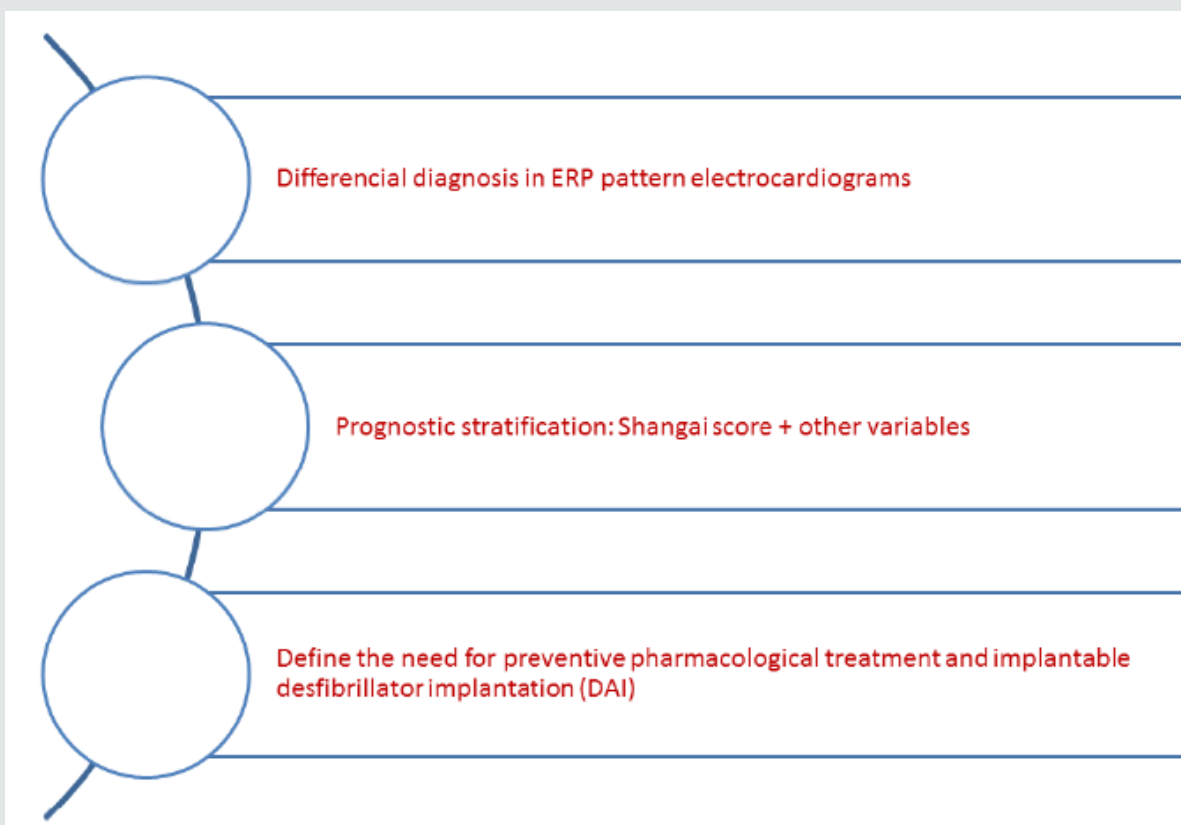 Differencial diagnosis in ERP pattern electrocardiograms
Prognostic stratification: Shangai score + other variables
Define the need for preventive pharmacological treatment and implantable
desfibrillator implantation (DAI)